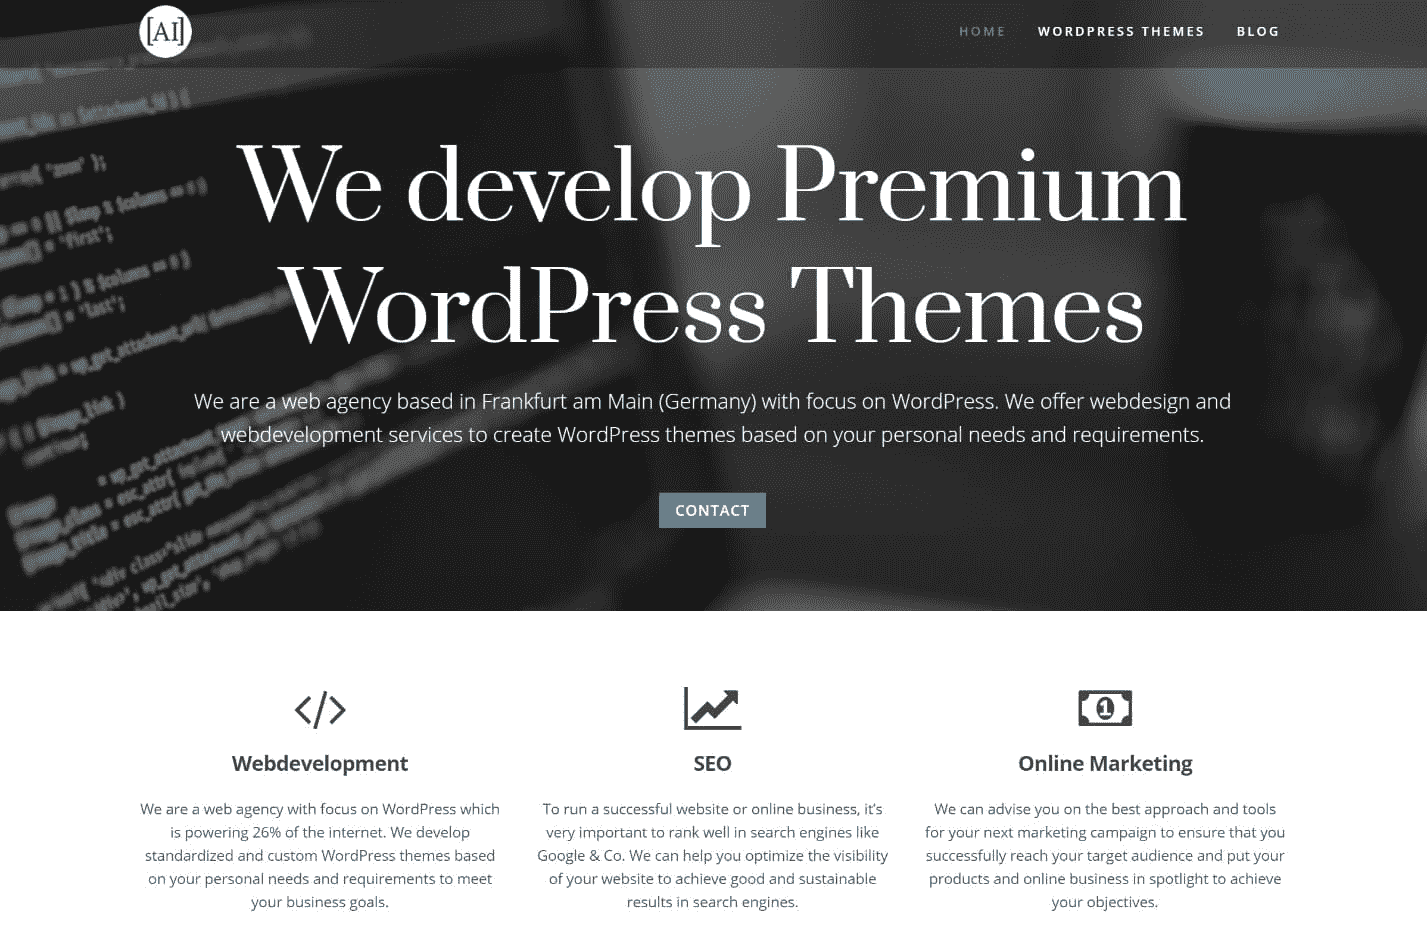 [AI]
HOME WORDPRESS THEMES BLOG
We develop Premium
WordPress Themes
We are a web agency based in Frankfurt am Main (Germany) with focus on WordPress. We offer webdesign and
webdevelopment services to create WordPress themes based on your personal needs and requirements.
CONTACT
Webdevelopment
We are a web agency with focus on WordPress which
is powering 26% of the internet. We develop
standardized and custom WordPress themes based
on your personal needs and requirements to meet
your business goals.
SEO
To run a successful website or online business, it's
very important to rank well in search engines like
Google & Co. We can help you optimize the visibility
of your website to achieve good and sustainable
results in search engines.
1
Online Marketing
We can advise you on the best approach and tools
for your next marketing campaign to ensure that you
successfully reach your target audience and put your
products and online business in spotlight to achieve
your objectives.